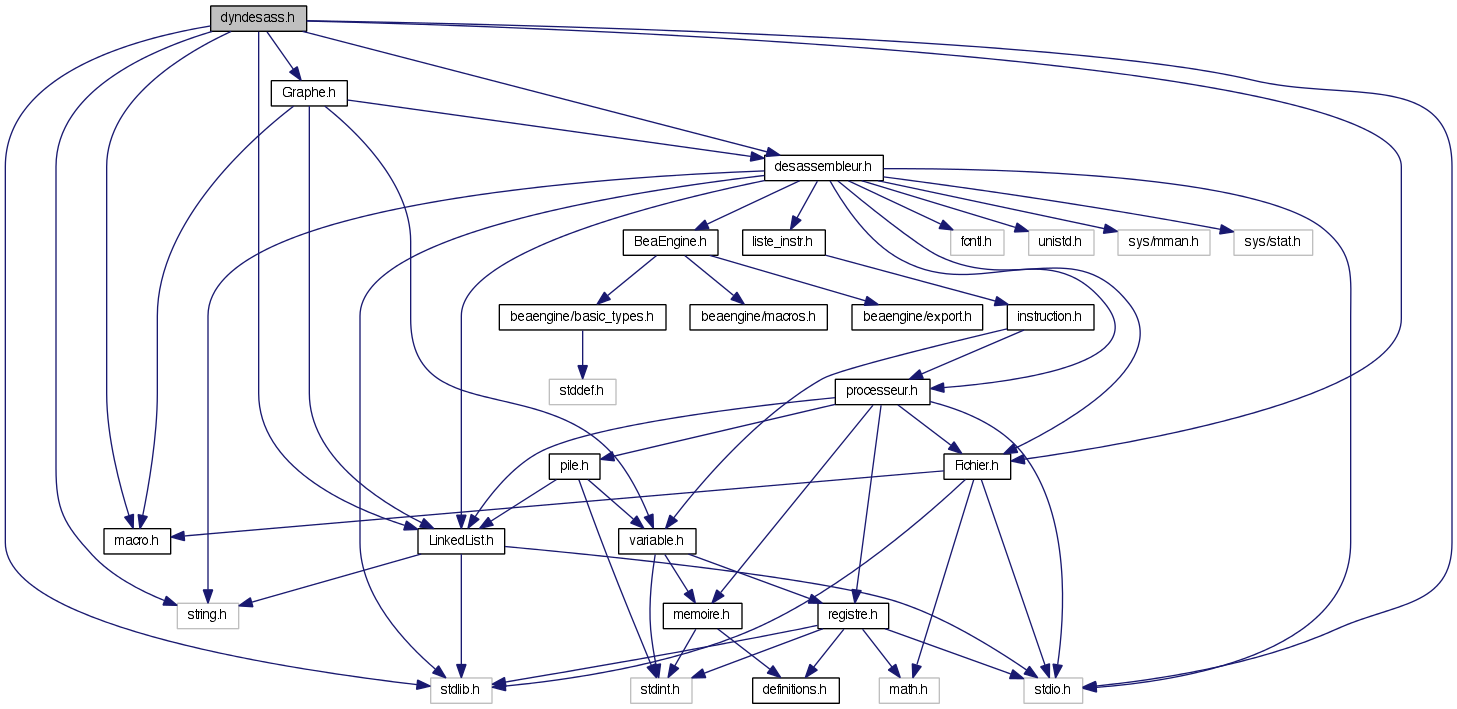 dyndesass.h
Graphe.h
desassembleur.h
BeaEngine.h
liste_instr.h
fcntl.h
unistd.h
sys/mman.h
sys/stat.h
beaengine/basic_types.h
beaengine/macros.h
beaengine/export.h
instruction.h
stddef.h
processeur.h
pile.h
Fichier.h
macro.h
LinkedList.h
variable.h
string.h
memoire.h
registre.h
stdlib.h
stdint.h
definitions.h
math.h
stdio.h